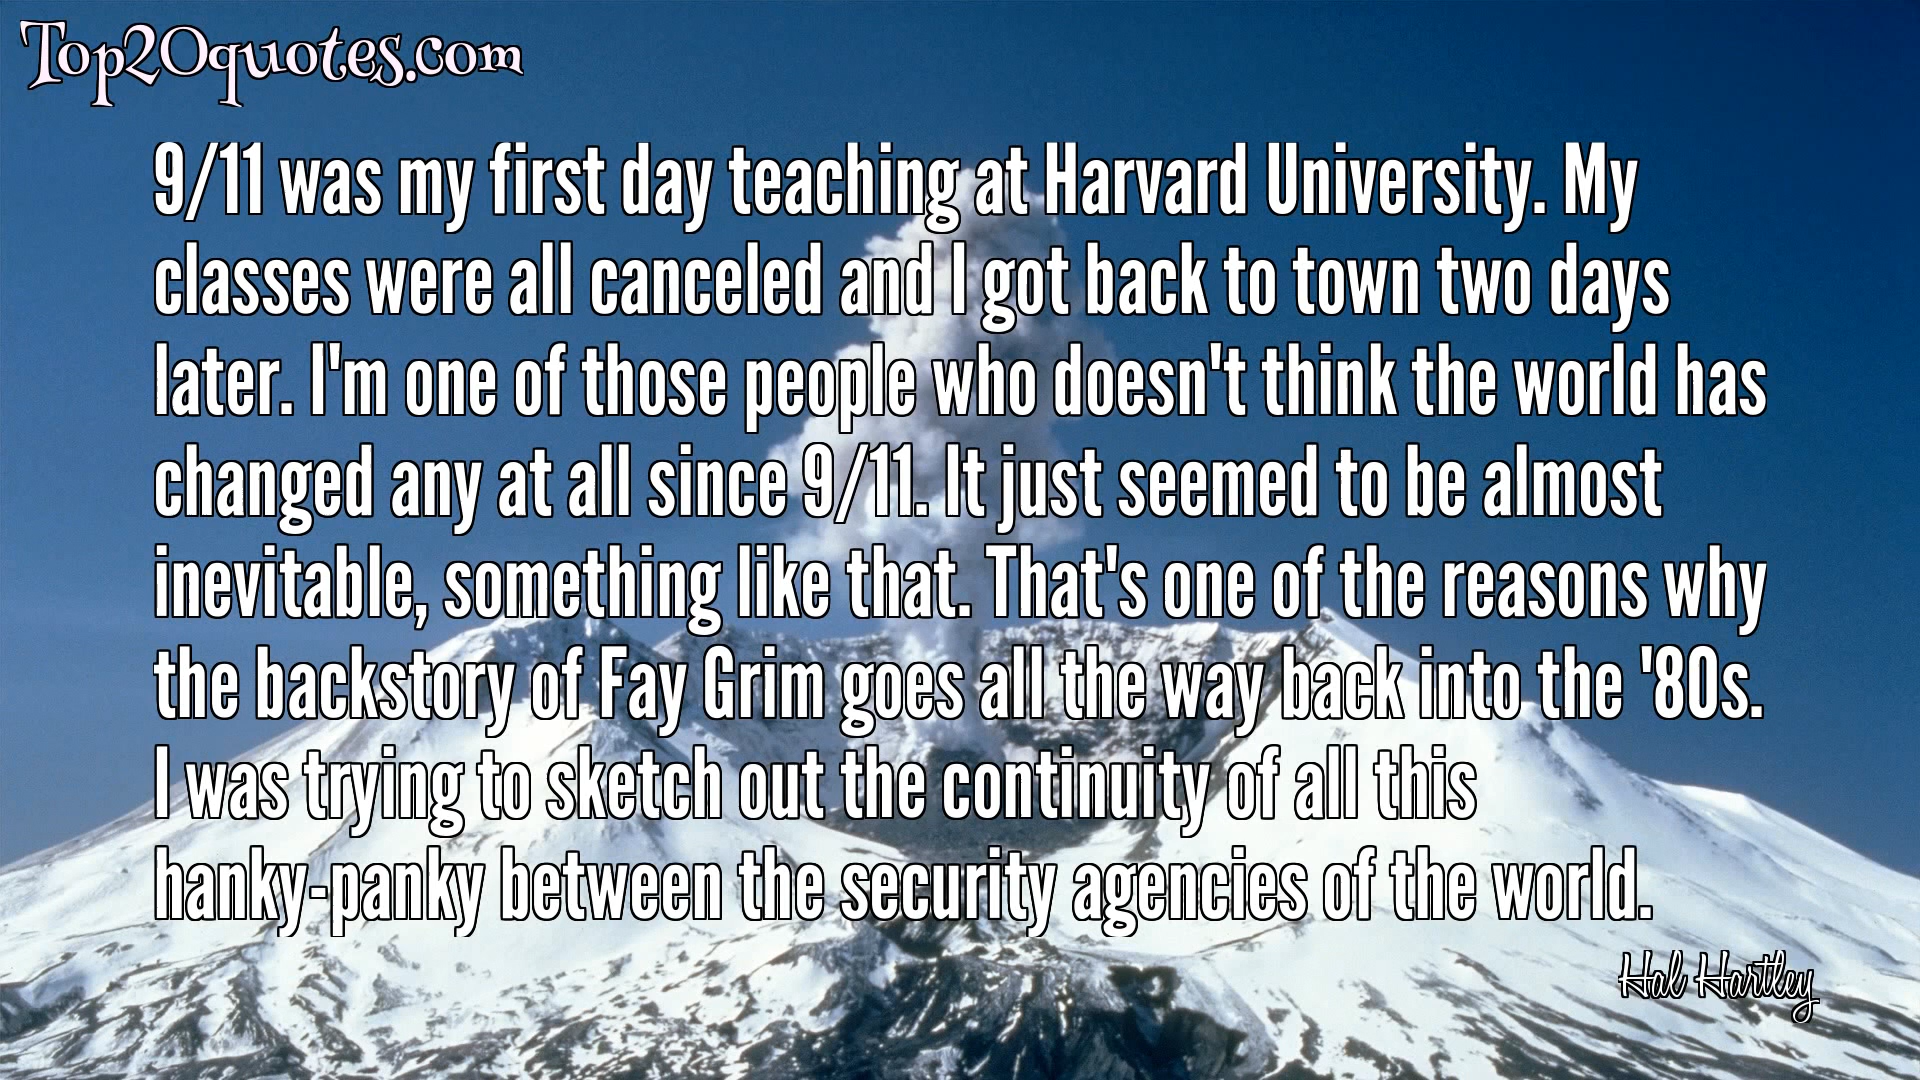 Top20quotes.com
9/11 was my first day teaching at Harvard University. My
classes were all canceled and I got back to town two days
later. I'm one of those people who doesn't think the world has
changed any at all since 9/11. It just seemed to be almost
inevitable, something like that. That's one of the reasons why
the backstory of Fay Grim goes all the way back into the '80s.
I was trying to sketch out the continuity of all this
hanky-panky between the security agencies of the world.
Hal Hartley